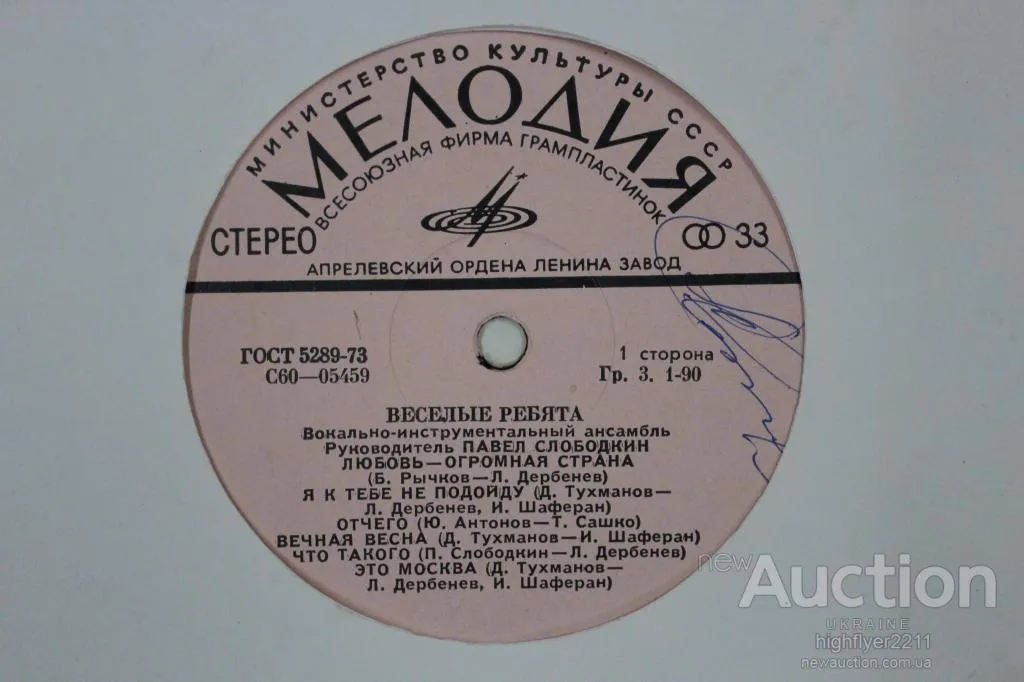 МИНИСТЕРСТВО КУЛЬТУРЫ СССР
МЕЛОДИЯ
ВСЕСОЮЗНАЯ ФИРМА ГРАМПЛАСТИНОК
СТЕРЕО
33
АПРЕЛЕВСКИЙ ОРДЕНА ЛЕНИНА ЗАВОД
ГОСТ 5289-73
С60—05459
1 сторона
Гр. 3. 1-90
ВЕСЕЛЫЕ РЕБЯТА
Вокально-инструментальный ансамбль
Руководитель ПАВЕЛ СЛОБОДКИН
ЛЮБОВЬ—ОГРОМНАЯ СТРАНА
(Б. Рычков—Л. Дербенев)
Я К ТЕБЕ НЕ ПОДОЙДУ (Д. Тухманов—
Л. Дербенев, И. Шаферан)
ОТЧЕГО (Ю. Антонов—Т. Сашко)
ВЕЧНАЯ ВЕСНА (Д. Тухманов—И. Шаферан)
ЧТО ТАКОГО (П. Слободкин—Л. Дербенев)
ЭТО МОСКВА (Д. Тухманов—
Л. Дербенев, И. Шаферан)
new Auction
UKRAINE
highflyer2211
newauction.com.ua